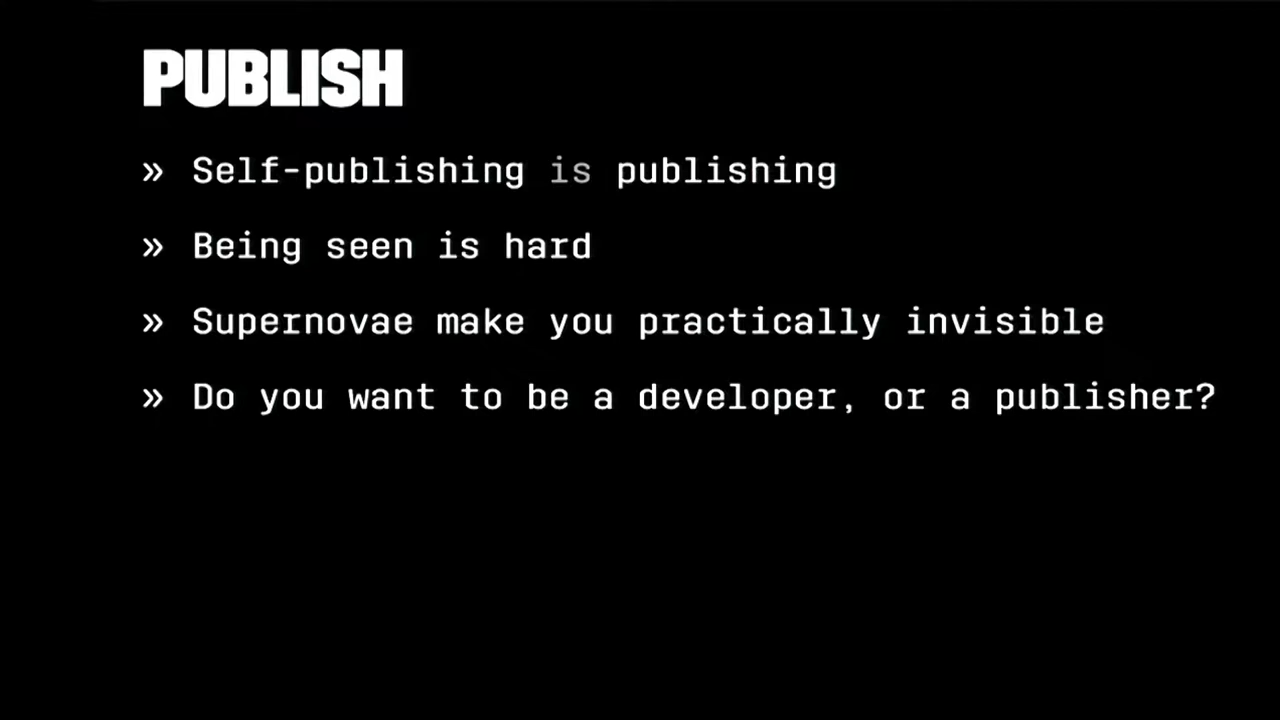 PUBLISH
» Self-publishing is publishing
» Being seen is hard
» Supernovae make you practically invisible
» Do you want to be a developer, or a publisher?